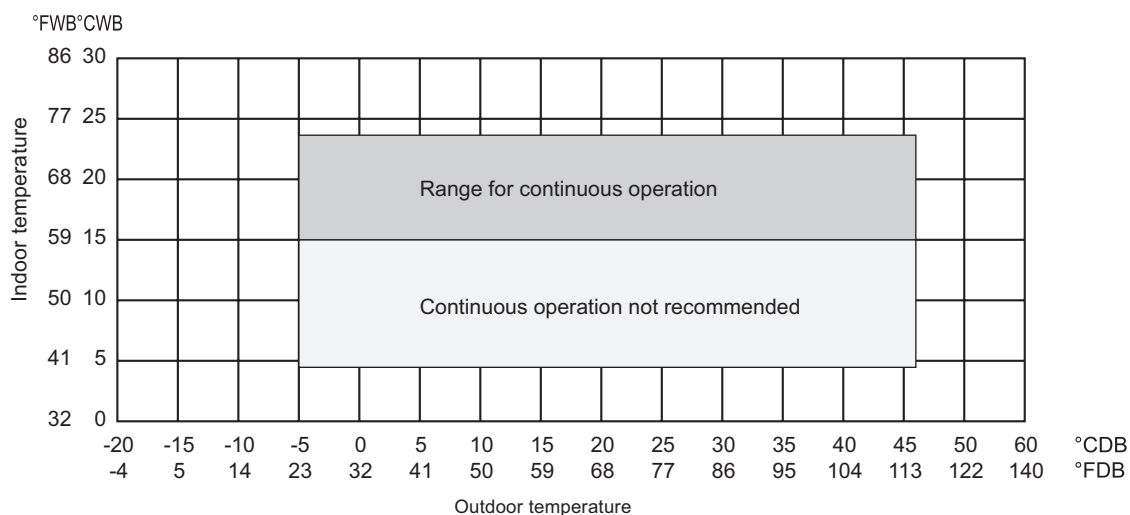 °FWB°CWB
86 30
77 25
68 20
59 15
50 10
41 5
32 0
Indoor temperature
Range for continuous operation
Continuous operation not recommended
-20 -15 -10 -5 0 5 10 15 20 25 30 35 40 45 50 60 °CDB
-4 5 14 23 32 41 50 59 68 77 86 95 104 113 122 140 °FDB
Outdoor temperature